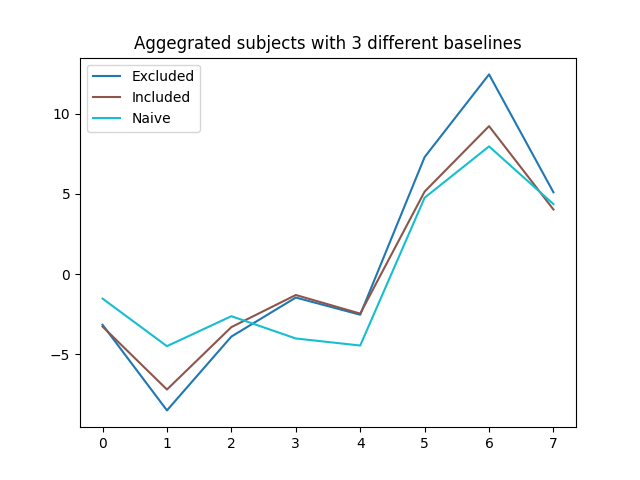 Aggegrated subjects with 3 different baselines
Excluded
Included
Naive
10
5
0
−5
0 1 2 3 4 5 6 7